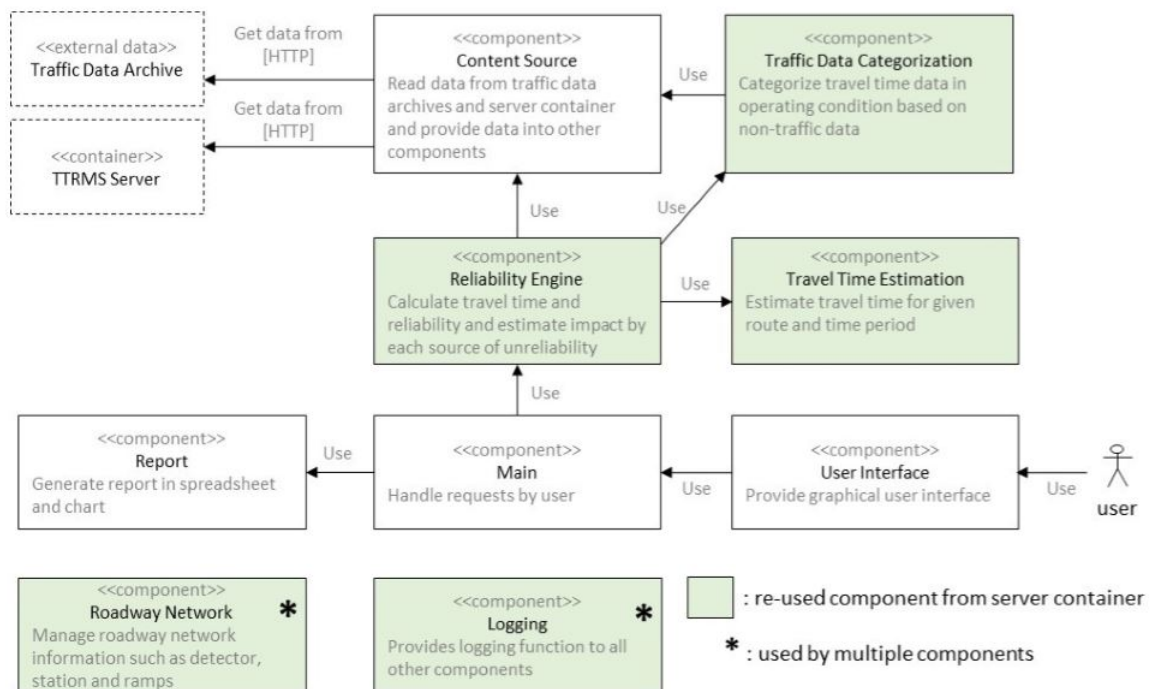 <<external data>>
Traffic Data Archive
Get data from
[HTTP]
Get data from
[HTTP]
<<container>>
TTRMS Server
<<component>>
Content Source
Read data from traffic data
archives and server container
and provide data into other
components
Use
<<component>>
Traffic Data Categorization
Categorize travel time data in
operating condition based on
non-traffic data
Use
Use
<<component>>
Reliability Engine
Calculate travel time and
reliability and estimate impact by
each source of unreliability
Use
<<component>>
Travel Time Estimation
Estimate travel time for given
route and time period
Use
<<component>>
Report
Generate report in spreadsheet
and chart
Use
<<component>>
Main
Handle requests by user
Use
<<component>>
User Interface
Provide graphical user interface
Use
user
<<component>>
Roadway Network
*
Manage roadway network
information such as detector,
station and ramps
<<component>>
Logging
*
Provides logging function to all
other components
: re-used component from server container
* : used by multiple components